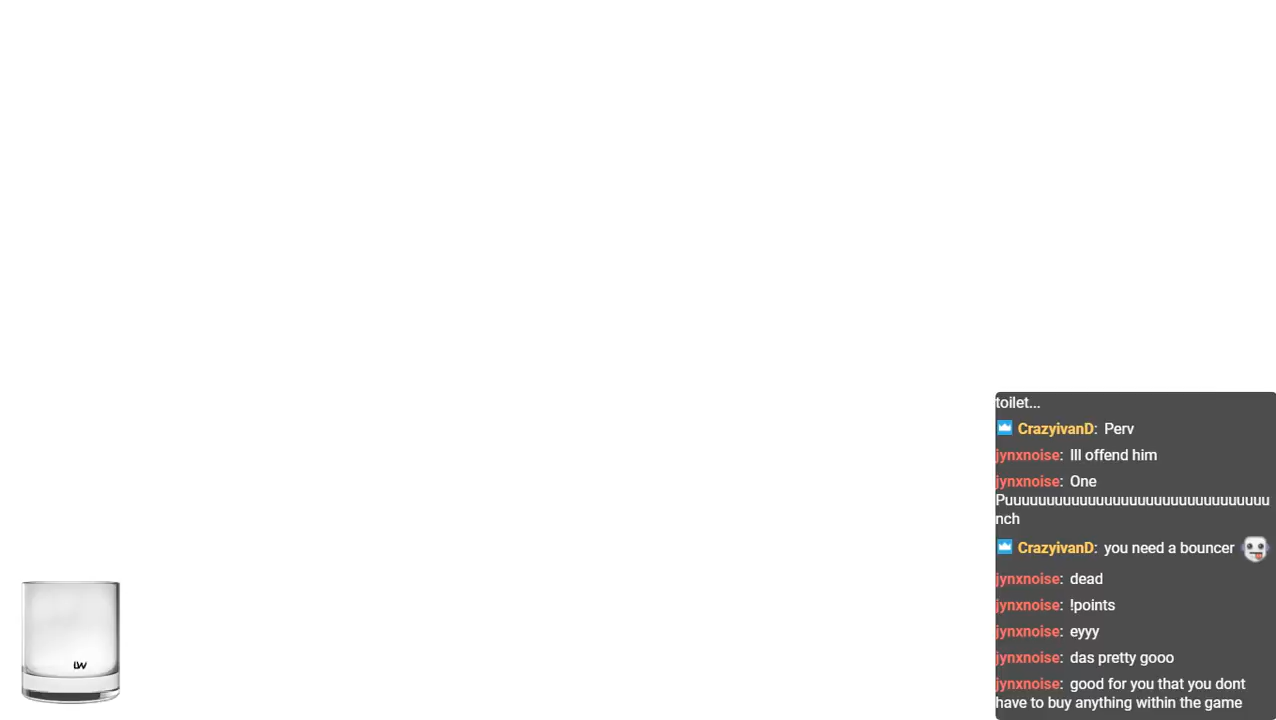 toilet...
CrazyivanD: Perv
jynxnoise: Ill offend him
jynxnoise: One
Puuuuuuuuuuuuuuuuuuuuuuuuuuuuuuu
nch
CrazyivanD: you need a bouncer
jynxnoise: dead
jynxnoise: !points
jynxnoise: eyyy
jynxnoise: das pretty gooo
jynxnoise: good for you that you dont
have to buy anything within the game
LW